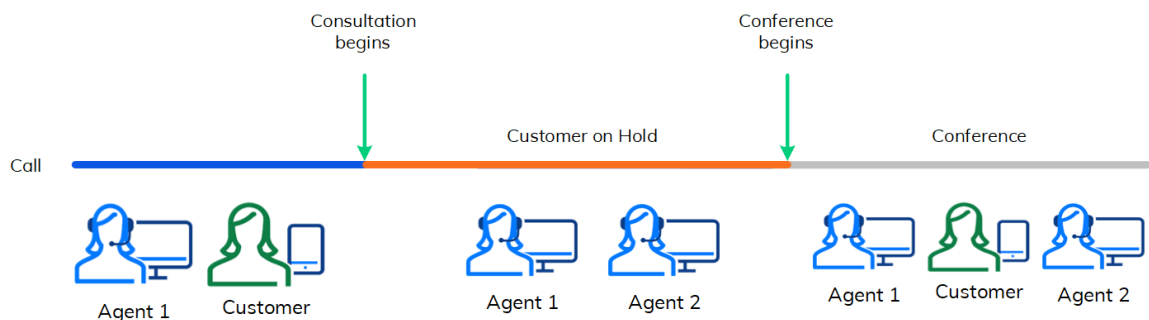 Consultation
begins
Conference
begins
Customer on Hold
Conference
Call
Agent 1
Customer
Agent 1
Agent 2
Agent 1
Customer
Agent 2